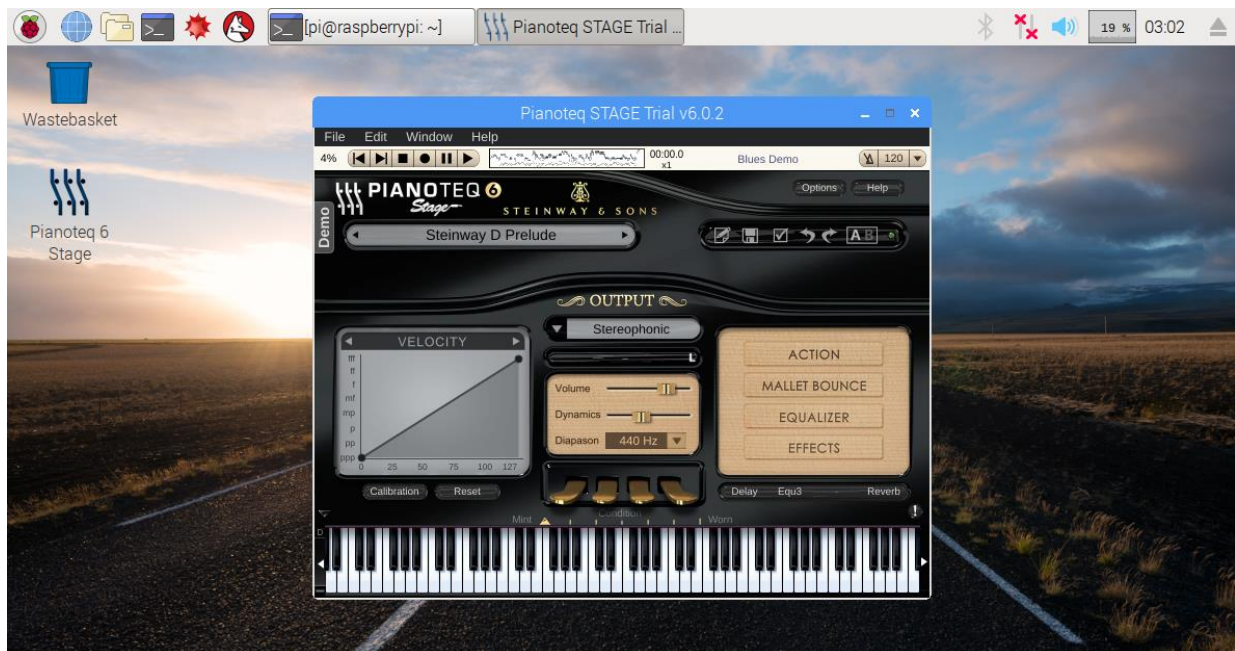 [pi@raspberrypi: ~]
Pianoteq STAGE Trial ...
19 %
03:02
Wastebasket
Pianoteq 6
Stage
Pianoteq STAGE Trial v6.0.2
File Edit Window Help
4%
00:00.0
x1
Blues Demo
120
PIANOTEQ 6
Stage
STEINWAY & SONS
Options
Help
Demo
Steinway D Prelude
A B
OUTPUT
Stereophonic
VELOCITY
fff
ff
f
mf
mp
p
pp
ppp
0 25 50 75 100 127
L
Volume
Dynamics
Diapason 440 Hz
ACTION
MALLET BOUNCE
EQUALIZER
EFFECTS
Calibration
Reset
Delay Equ3 - Reverb
Mint Condition Worn
!
D